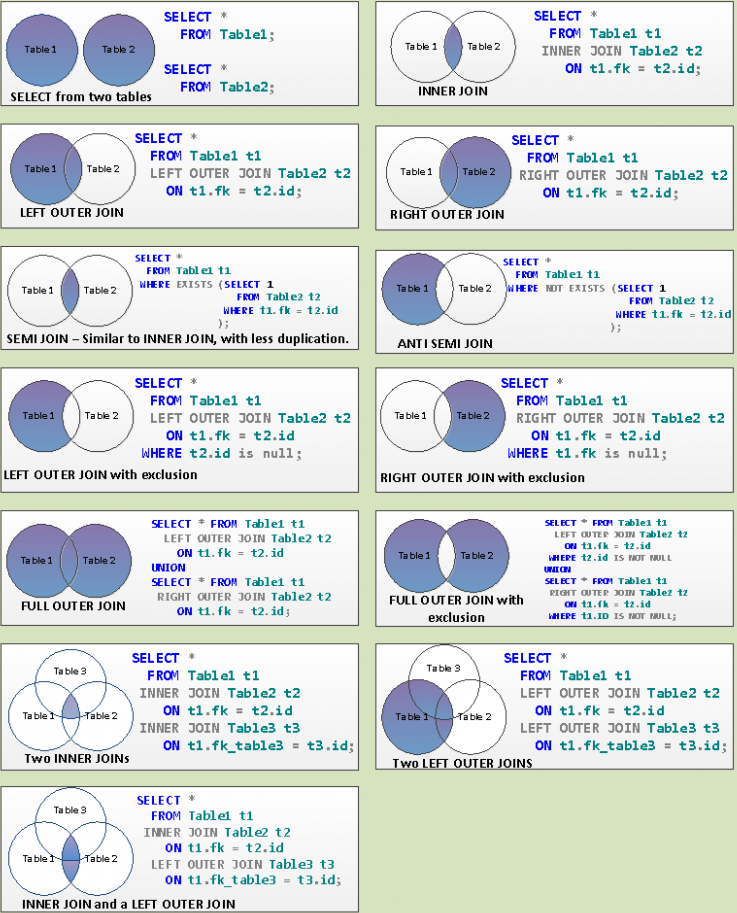 Table 1
Table 2
SELECT *
FROM Table1;
SELECT *
FROM Table2;
SELECT from two tables
Table 1
Table 2
SELECT *
FROM Table1 t1
INNER JOIN Table2 t2
ON t1.fk = t2.id;
INNER JOIN
Table 1
Table 2
SELECT *
FROM Table1 t1
LEFT OUTER JOIN Table2 t2
ON t1.fk = t2.id;
LEFT OUTER JOIN
Table 1
Table 2
SELECT *
FROM Table1 t1
RIGHT OUTER JOIN Table2 t2
ON t1.fk = t2.id;
RIGHT OUTER JOIN
Table 1
Table 2
SELECT *
FROM Table1 t1
WHERE EXISTS (SELECT 1
FROM Table2 t2
WHERE t1.fk = t2.id
);
SEMI JOIN – Similar to INNER JOIN, with less duplication.
Table 1
Table 2
SELECT *
FROM Table1 t1
WHERE NOT EXISTS (SELECT 1
FROM Table2 t2
WHERE t1.fk = t2.id
);
ANTI SEMI JOIN
Table 1
Table 2
SELECT *
FROM Table1 t1
LEFT OUTER JOIN Table2 t2
ON t1.fk = t2.id
WHERE t2.id is null;
LEFT OUTER JOIN with exclusion
Table 1
Table 2
SELECT *
FROM Table1 t1
RIGHT OUTER JOIN Table2 t2
ON t1.fk = t2.id
WHERE t1.fk is null;
RIGHT OUTER JOIN with exclusion
Table 1
Table 2
SELECT * FROM Table1 t1
LEFT OUTER JOIN Table2 t2
ON t1.fk = t2.id
UNION
SELECT * FROM Table1 t1
RIGHT OUTER JOIN Table2 t2
ON t1.fk = t2.id;
FULL OUTER JOIN
Table 1
Table 2
SELECT * FROM Table1 t1
LEFT OUTER JOIN Table2 t2
ON t1.fk = t2.id
WHERE t2.id IS NOT NULL
UNION
SELECT * FROM Table1 t1
RIGHT OUTER JOIN Table2 t2
ON t1.fk = t2.id
WHERE t1.ID IS NOT NULL;
FULL OUTER JOIN with
exclusion
Table 3
Table 1
Table 2
SELECT *
FROM Table1 t1
INNER JOIN Table2 t2
ON t1.fk = t2.id
INNER JOIN Table3 t3
ON t1.fk_table3 = t3.id;
Two INNER JOINs
Table 3
Table 1
Table 2
SELECT *
FROM Table1 t1
LEFT OUTER JOIN Table2 t2
ON t1.fk = t2.id
LEFT OUTER JOIN Table3 t3
ON t1.fk_table3 = t3.id;
Two LEFT OUTER JOINS
Table 3
Table 1
Table 2
SELECT *
FROM Table1 t1
INNER JOIN Table2 t2
ON t1.fk = t2.id
LEFT OUTER JOIN Table3 t3
ON t1.fk_table3 = t3.id;
INNER JOIN and a LEFT OUTER JOIN